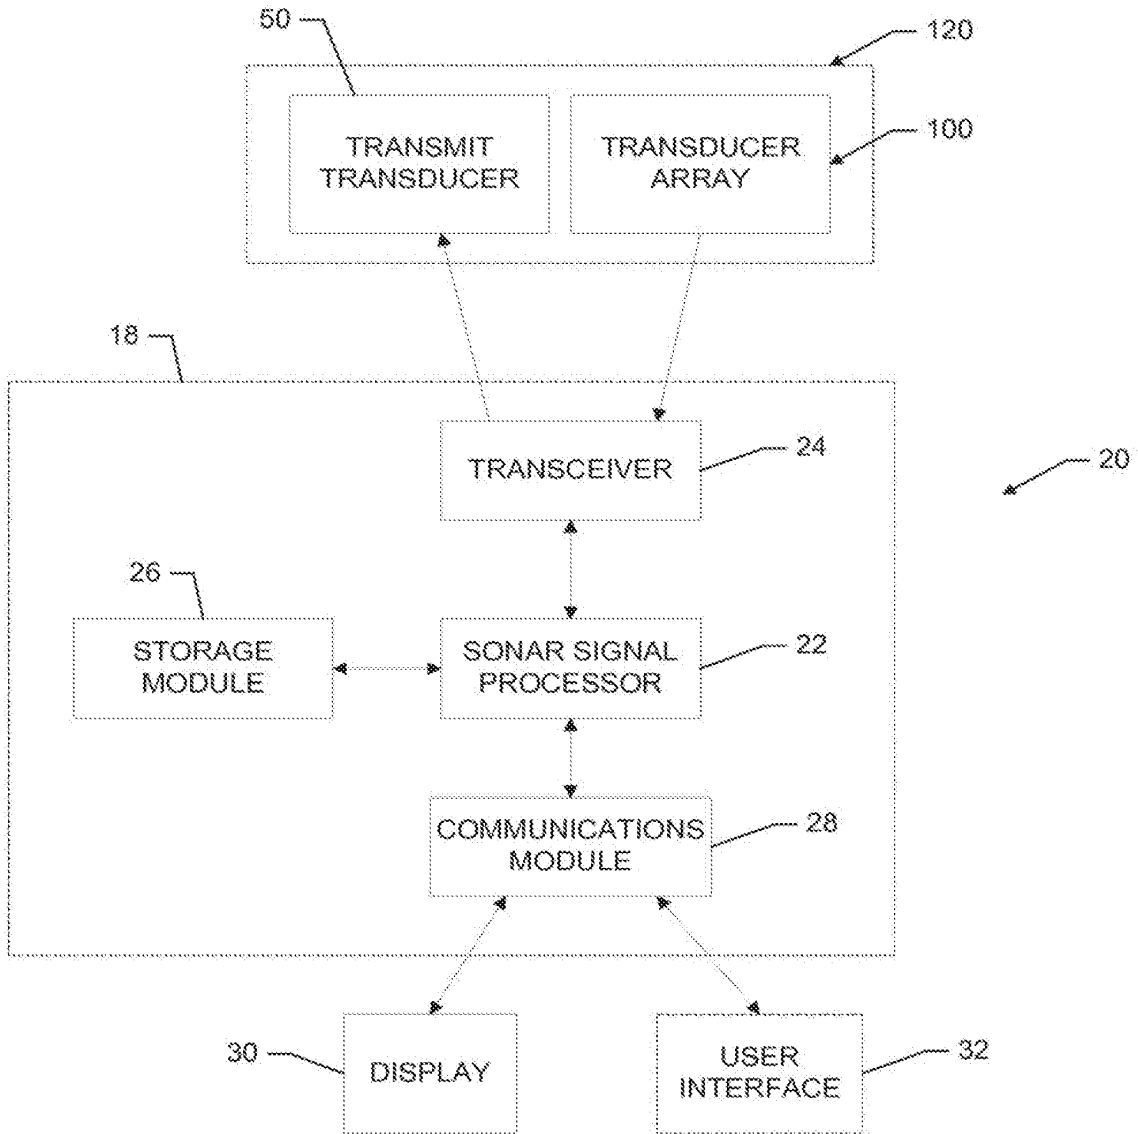 50
120
TRANSMIT
TRANSDUCER
TRANSDUCER
ARRAY
100
18
TRANSCEIVER
24
20
26
STORAGE
MODULE
SONAR SIGNAL
PROCESSOR
22
COMMUNICATIONS
MODULE
28
30
DISPLAY
USER
INTERFACE
32